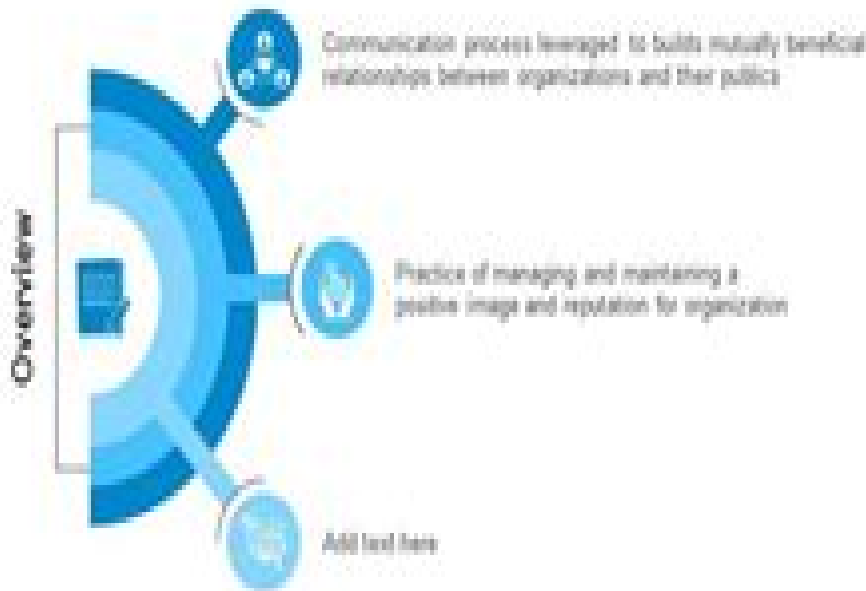 Overview
Communication process leveraged to builds mutually beneficial
relationships between organizations and their publics
Practice of managing and maintaining a
positive image and reputation for organization
Add text here